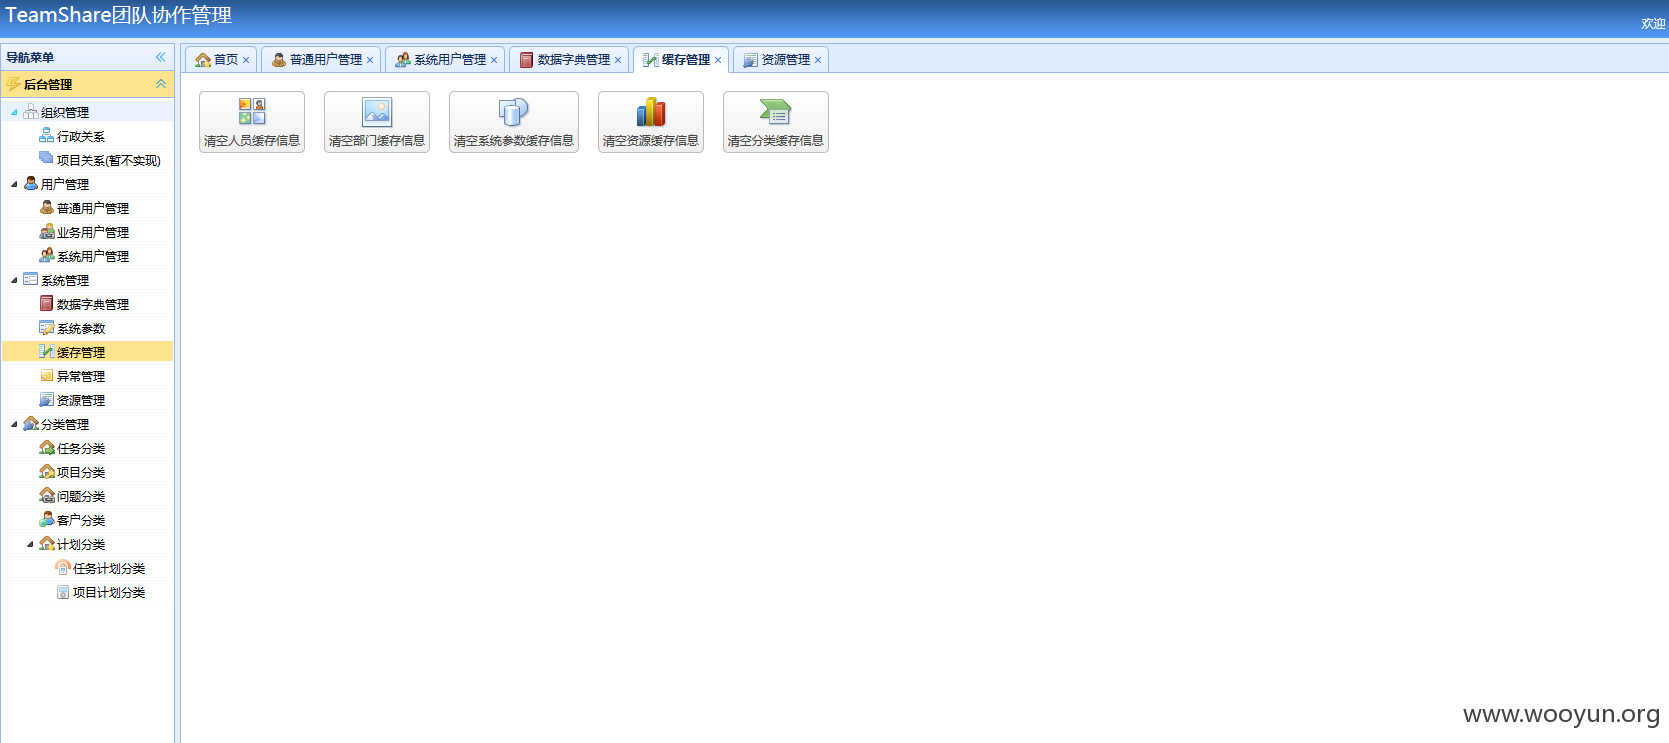 TeamShare团队协作管理
欢迎
导航菜单
后台管理
组织管理
行政关系
项目关系(暂不实现)
用户管理
普通用户管理
业务用户管理
系统用户管理
系统管理
数据字典管理
系统参数
缓存管理
异常管理
资源管理
分类管理
任务分类
项目分类
问题分类
客户分类
计划分类
任务计划分类
项目计划分类
首页 普通用户管理 系统用户管理 数据字典管理 缓存管理 资源管理
清空人员缓存信息 清空部门缓存信息 清空系统参数缓存信息 清空资源缓存信息 清空分类缓存信息
www.wooyun.org